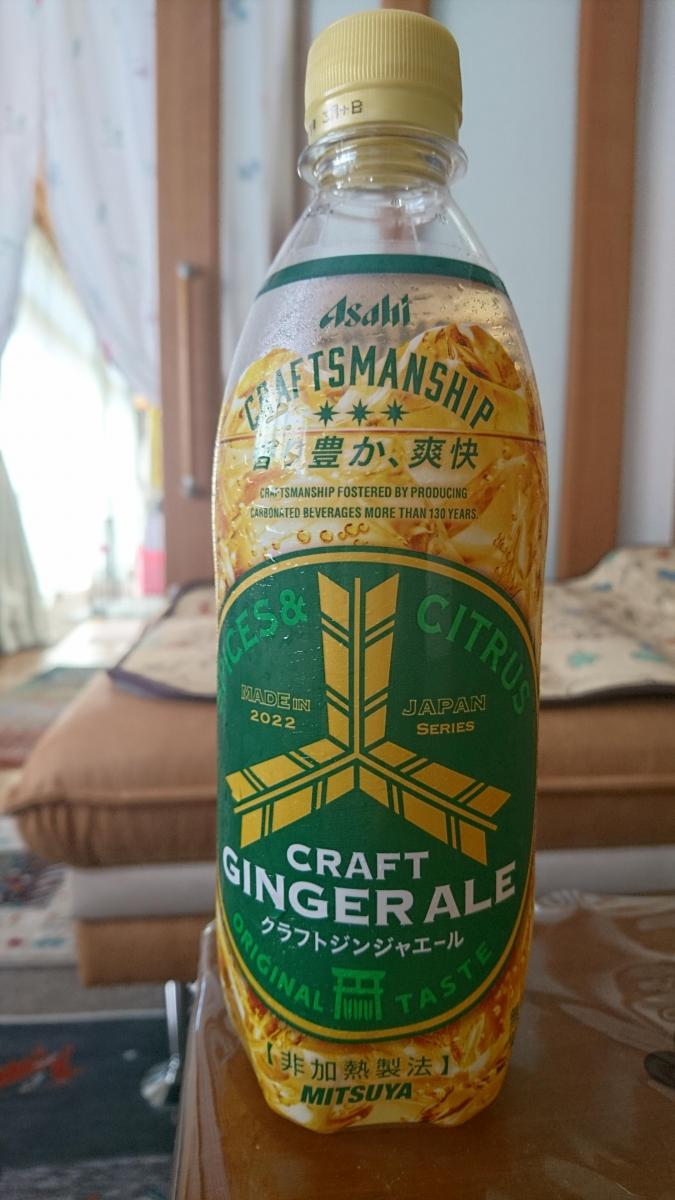 Asahi
CRAFTSMANSHIP
香り豊か、爽快
CRAFTSMANSHIP FOSTERED BY PRODUCING
CARBONATED BEVERAGES MORE THAN 130 YEARS.
SPICES & CITRUS
MADE IN JAPAN
2022 SERIES
CRAFT
GINGER ALE
クラフトジンジャエール
ORIGINAL TASTE
【非加熱製法】
MITSUYA